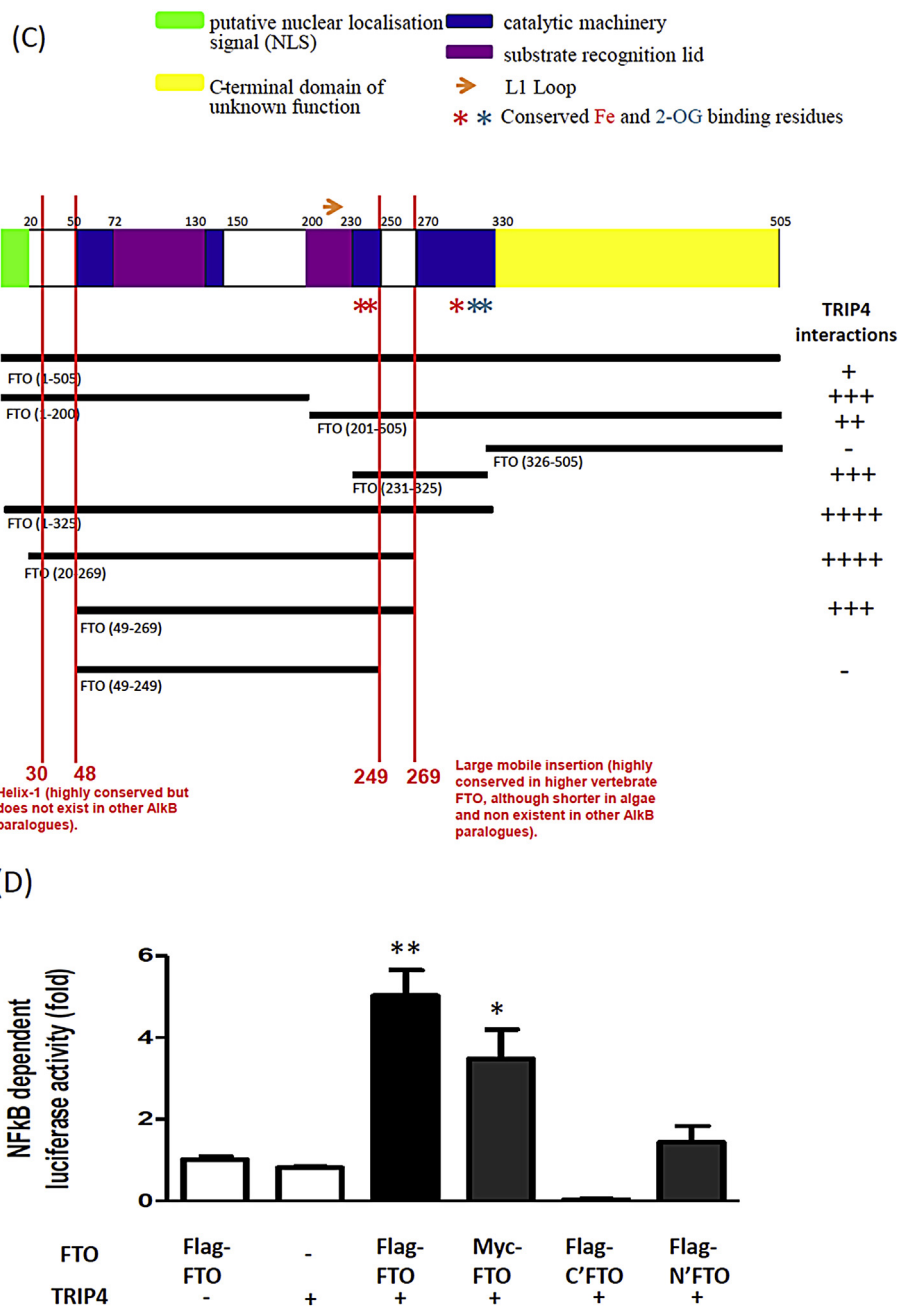 (C)
putative nuclear localisation
signal (NLS)
C-terminal domain of
unknown function
catalytic machinery
substrate recognition lid
L1 Loop
* * Conserved Fe and 2-OG binding residues
20 50 72 130 150 200 230 250 270 330 505
** * **
TRIP4
interactions
FTO (1-505)
+
FTO (1-200)
+++
FTO (201-505)
++
FTO (326-505)
-
FTO (231-325)
+++
FTO (1-325)
++++
FTO (20-269)
++++
FTO (49-269)
+++
FTO (49-249)
-
30 48 249 269
Helix-1 (highly conserved but
does not exist in other AlkB
paralogues).
Large mobile insertion (highly
conserved in higher vertebrate
FTO, although shorter in algae
and non existent in other AlkB
paralogues).
(D)
NFkB dependent
luciferase activity (fold)
6
4
2
0
**
*
FTO Flag- - Flag- Myc- Flag- Flag-
FTO FTO FTO C'FTO N'FTO
TRIP4 - + + + + +